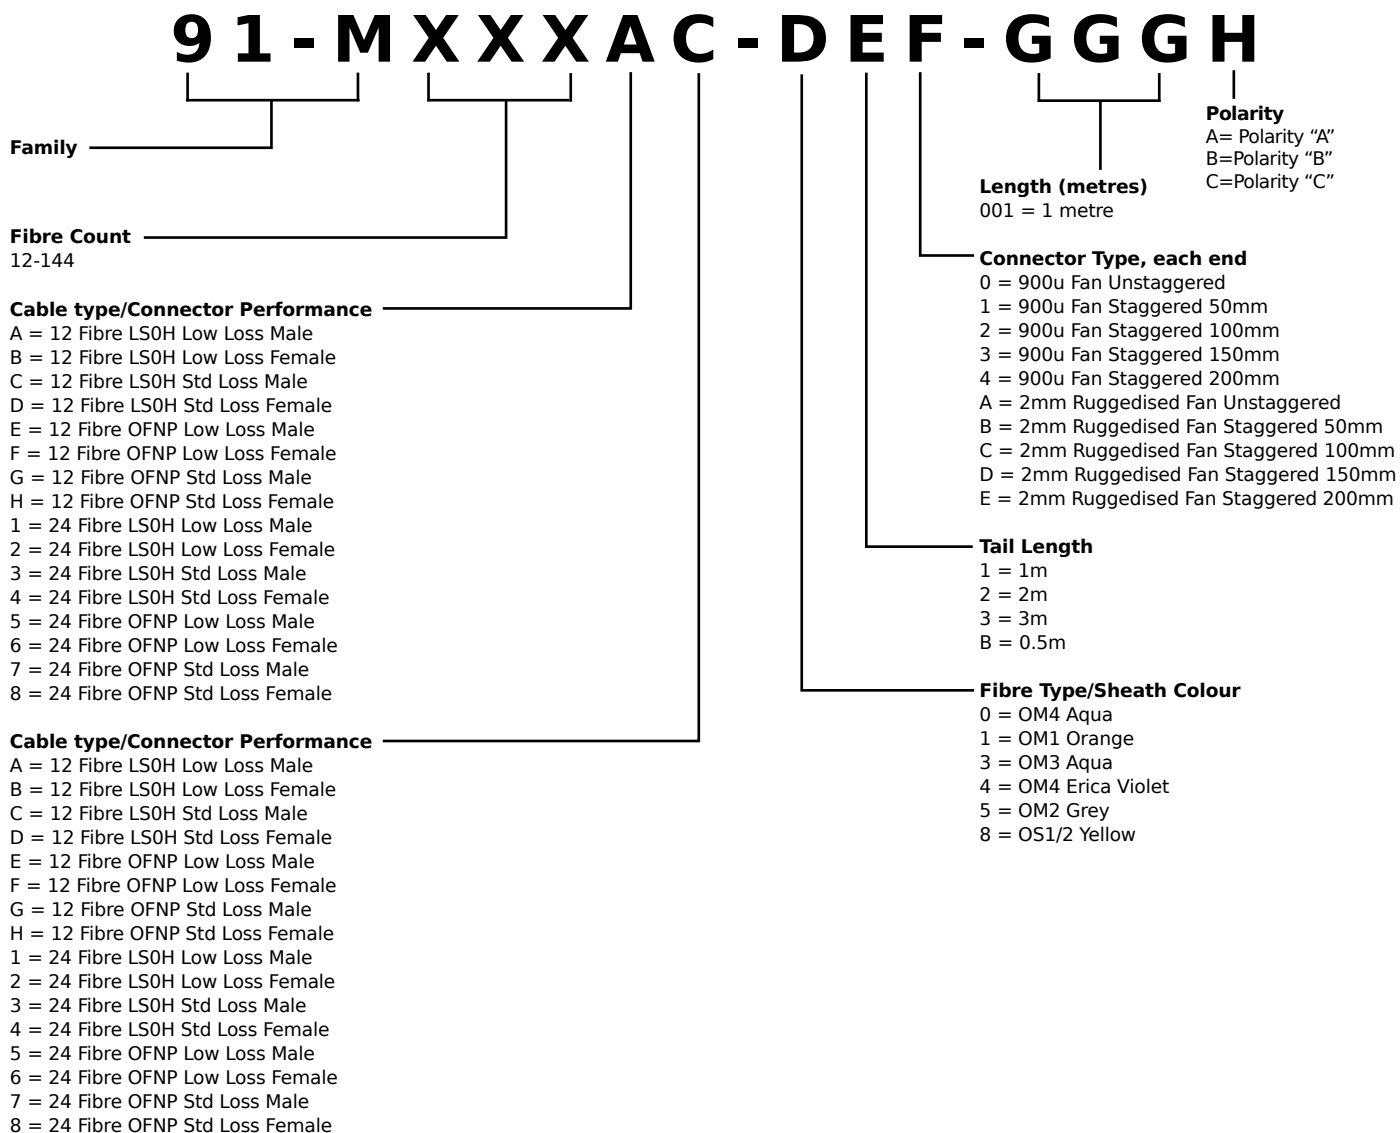 91-MXXXAC-DEF-GGGH
Family
Fibre Count
12-144
Cable type/Connector Performance
A = 12 Fibre LS0H Low Loss Male
B = 12 Fibre LS0H Low Loss Female
C = 12 Fibre LS0H Std Loss Male
D = 12 Fibre LS0H Std Loss Female
E = 12 Fibre OFNP Low Loss Male
F = 12 Fibre OFNP Low Loss Female
G = 12 Fibre OFNP Std Loss Male
H = 12 Fibre OFNP Std Loss Female
1 = 24 Fibre LS0H Low Loss Male
2 = 24 Fibre LS0H Low Loss Female
3 = 24 Fibre LS0H Std Loss Male
4 = 24 Fibre LS0H Std Loss Female
5 = 24 Fibre OFNP Low Loss Male
6 = 24 Fibre OFNP Low Loss Female
7 = 24 Fibre OFNP Std Loss Male
8 = 24 Fibre OFNP Std Loss Female
Cable type/Connector Performance
A = 12 Fibre LS0H Low Loss Male
B = 12 Fibre LS0H Low Loss Female
C = 12 Fibre LS0H Std Loss Male
D = 12 Fibre LS0H Std Loss Female
E = 12 Fibre OFNP Low Loss Male
F = 12 Fibre OFNP Low Loss Female
G = 12 Fibre OFNP Std Loss Male
H = 12 Fibre OFNP Std Loss Female
1 = 24 Fibre LS0H Low Loss Male
2 = 24 Fibre LS0H Low Loss Female
3 = 24 Fibre LS0H Std Loss Male
4 = 24 Fibre LS0H Std Loss Female
5 = 24 Fibre OFNP Low Loss Male
6 = 24 Fibre OFNP Low Loss Female
7 = 24 Fibre OFNP Std Loss Male
8 = 24 Fibre OFNP Std Loss Female
Polarity
A= Polarity “A”
B=Polarity “B”
C=Polarity “C”
Length (metres)
001 = 1 metre
Connector Type, each end
0 = 900u Fan Unstaggered
1 = 900u Fan Staggered 50mm
2 = 900u Fan Staggered 100mm
3 = 900u Fan Staggered 150mm
4 = 900u Fan Staggered 200mm
A = 2mm Ruggedised Fan Unstaggered
B = 2mm Ruggedised Fan Staggered 50mm
C = 2mm Ruggedised Fan Staggered 100mm
D = 2mm Ruggedised Fan Staggered 150mm
E = 2mm Ruggedised Fan Staggered 200mm
Tail Length
1 = 1m
2 = 2m
3 = 3m
B = 0.5m
Fibre Type/Sheath Colour
0 = OM4 Aqua
1 = OM1 Orange
3 = OM3 Aqua
4 = OM4 Erica Violet
5 = OM2 Grey
8 = OS1/2 Yellow